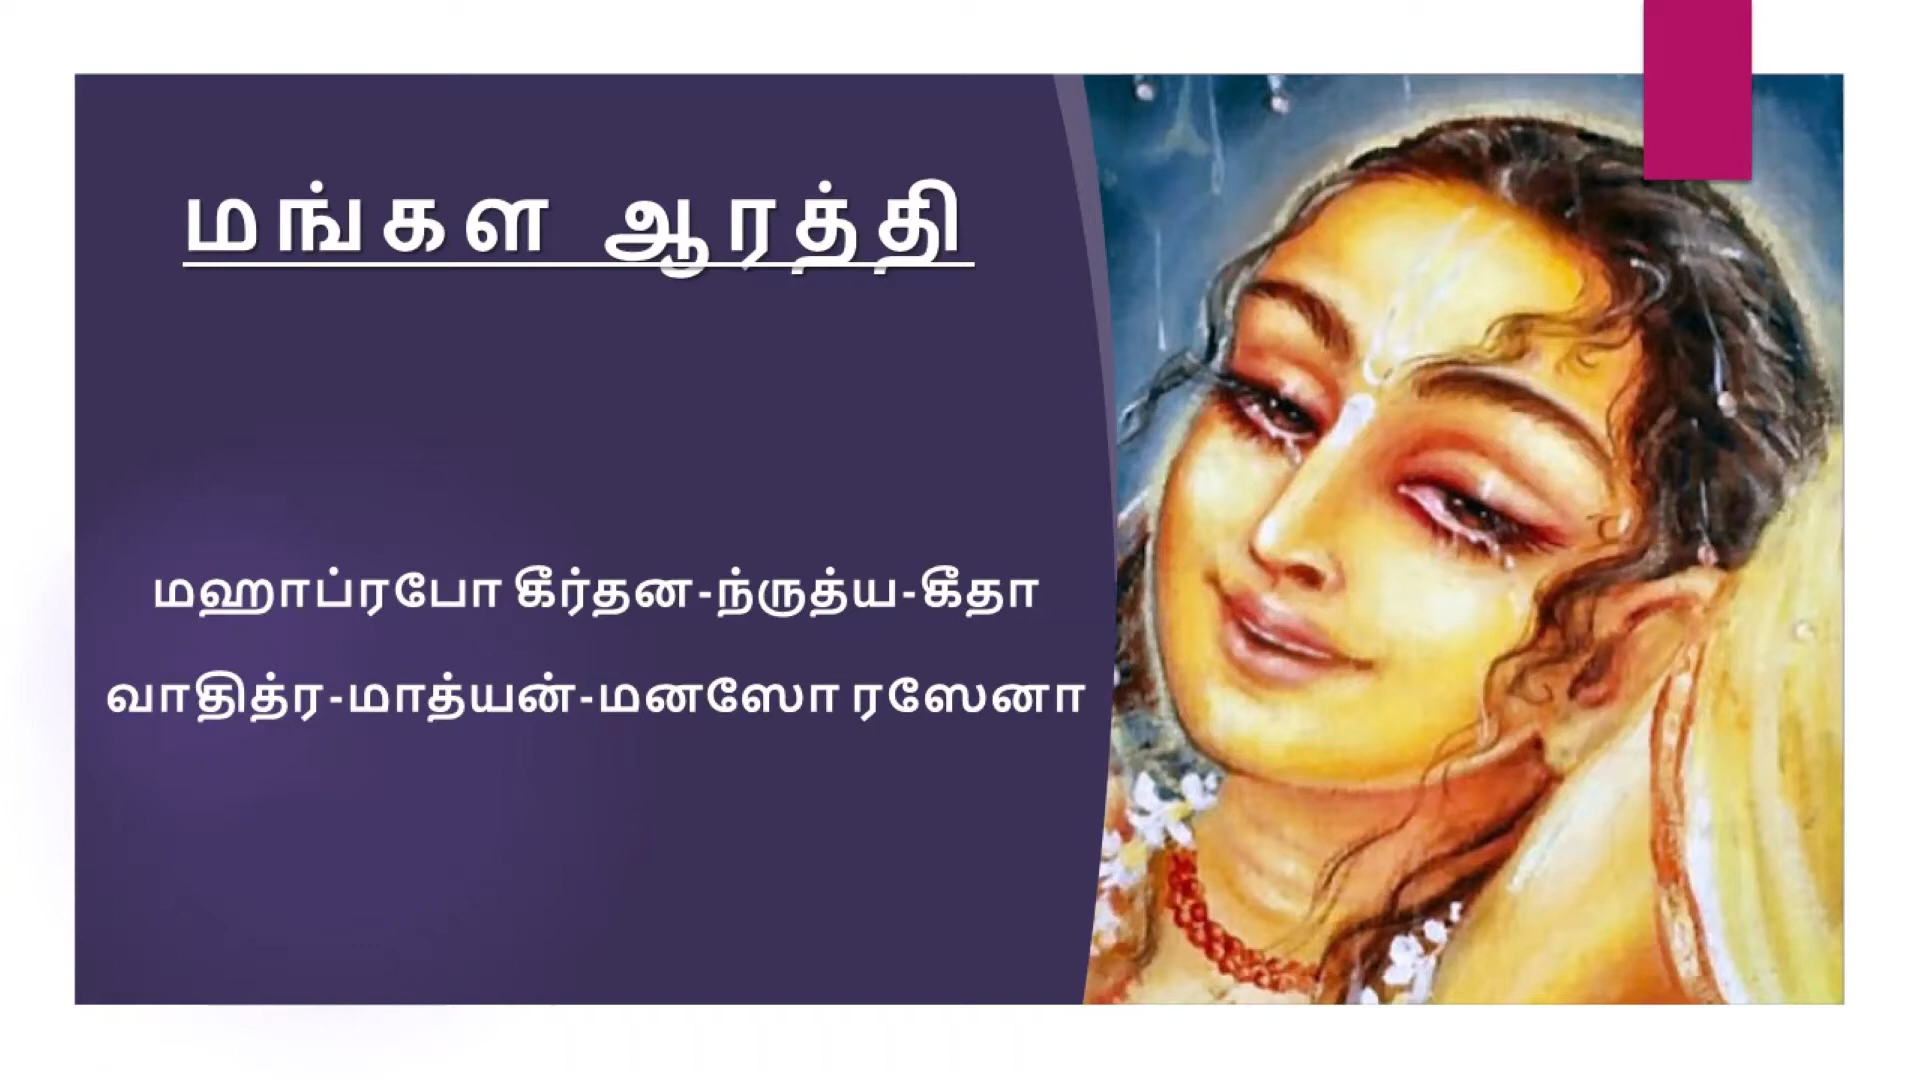 மங்கள ஆரத்தி
மஹாப்ரபோ கீர்தன-ந்ருத்ய-கீதா
வாதித்ர-மாத்யன்-மனஸோ ரஸேனா